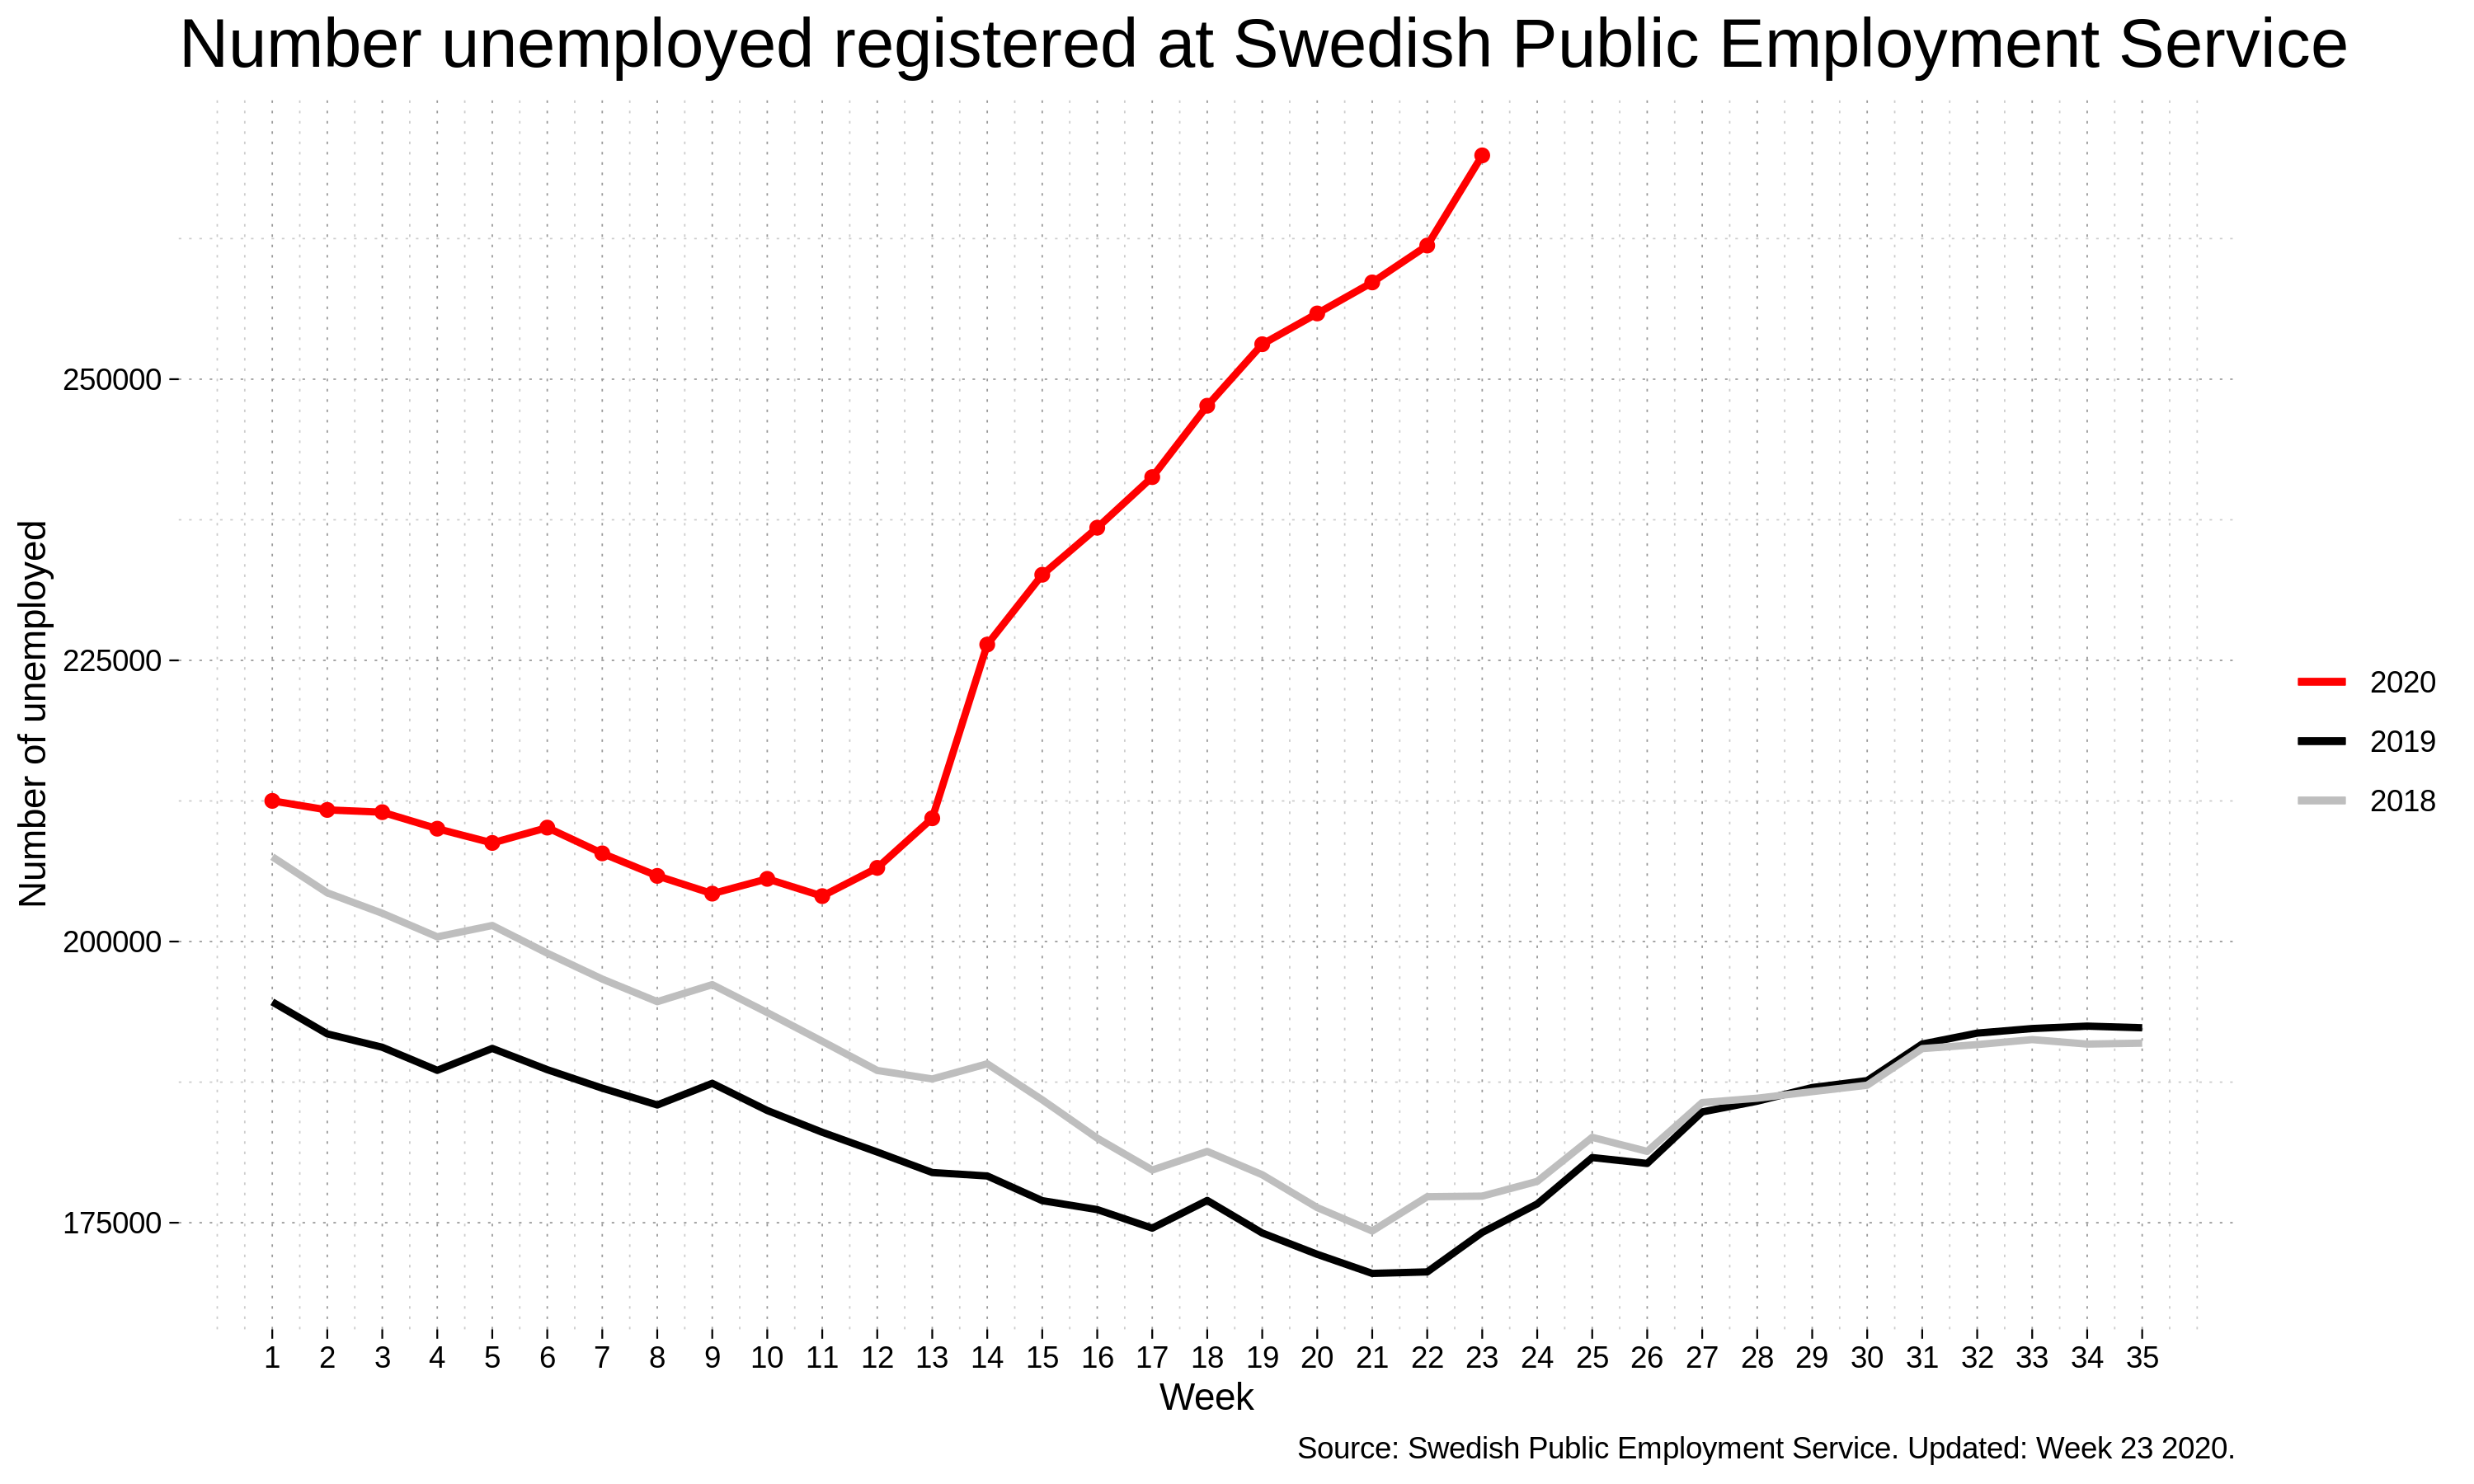 Number unemployed registered at Swedish Public Employment Service
Number of unemployed
250000
225000
200000
175000
2020
2019
2018
1 2 3 4 5 6 7 8 9 10 11 12 13 14 15 16 17 18 19 20 21 22 23 24 25 26 27 28 29 30 31 32 33 34 35
Week
Source: Swedish Public Employment Service. Updated: Week 23 2020.